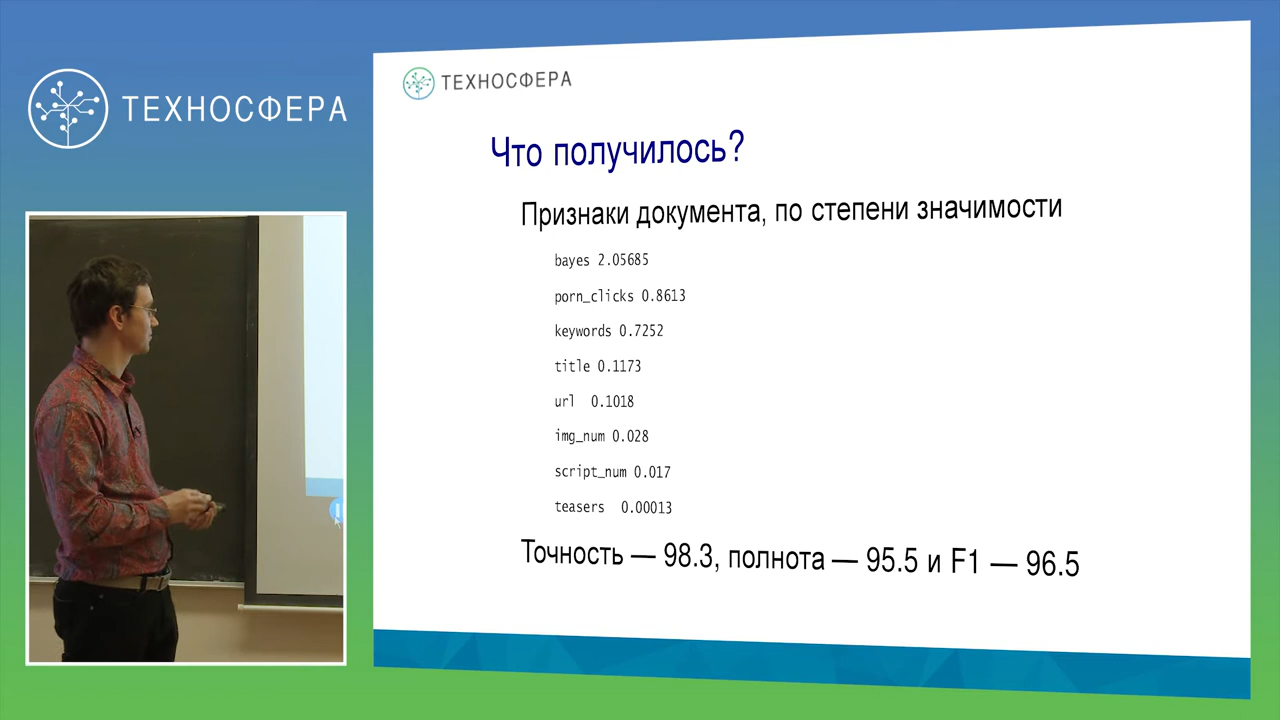 ТЕХНОСФЕРА
ТЕХНОСФЕРА
Что получилось?
Признаки документа, по степени значимости
bayes 2.05685
porn_clicks 0.8613
keywords 0.7252
title 0.1173
url 0.1018
img_num 0.028
script_num 0.017
teasers 0.00013
Точность — 98.3, полнота — 95.5 и F1 — 96.5